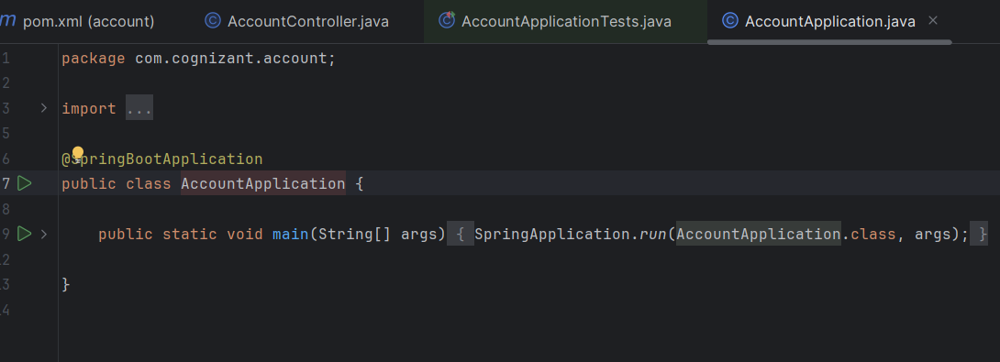 pom.xml (account) AccountController.java AccountApplicationTests.java AccountApplication.java
1 package com.cognizant.account;
2
3 import ...
5
6 @SpringBootApplication
7 public class AccountApplication {
8
9 public static void main(String[] args) { SpringApplication.run(AccountApplication.class, args); }
2
3 }
4